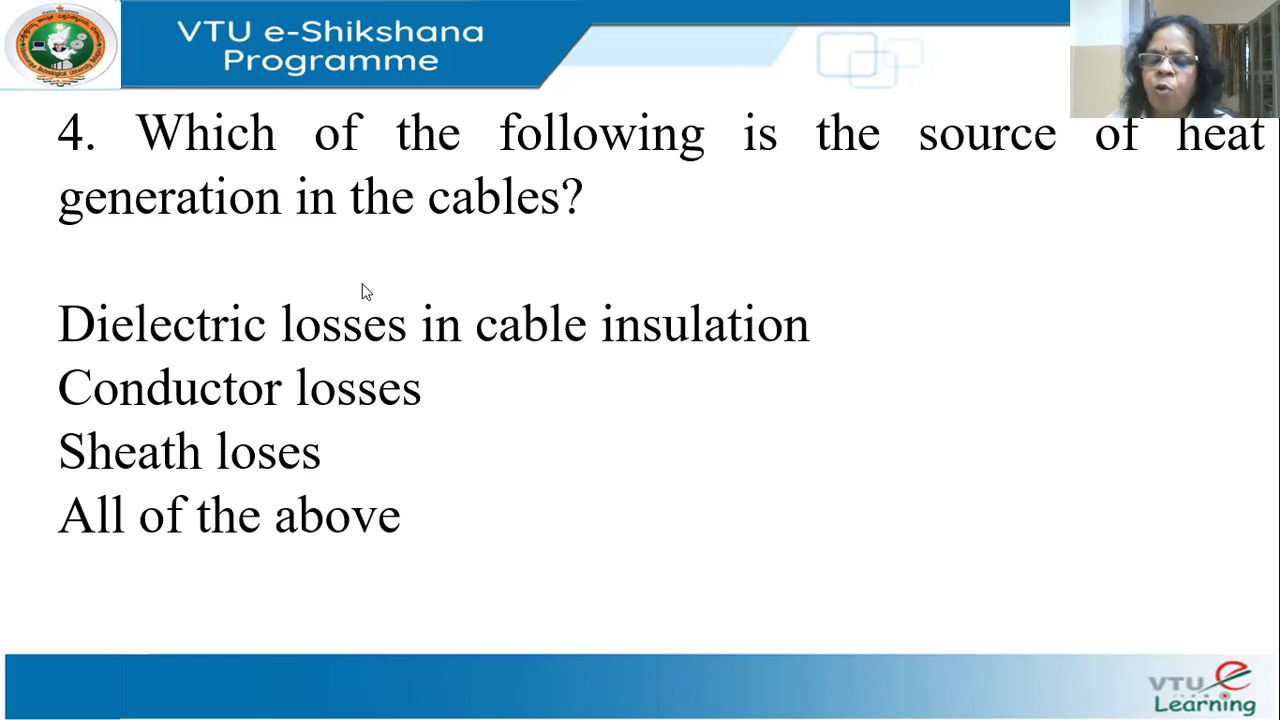 VTU e-Shikshana
Programme
4. Which of the following is the source of heat
generation in the cables?
Dielectric losses in cable insulation
Conductor losses
Sheath loses
All of the above
VTU e
Learning